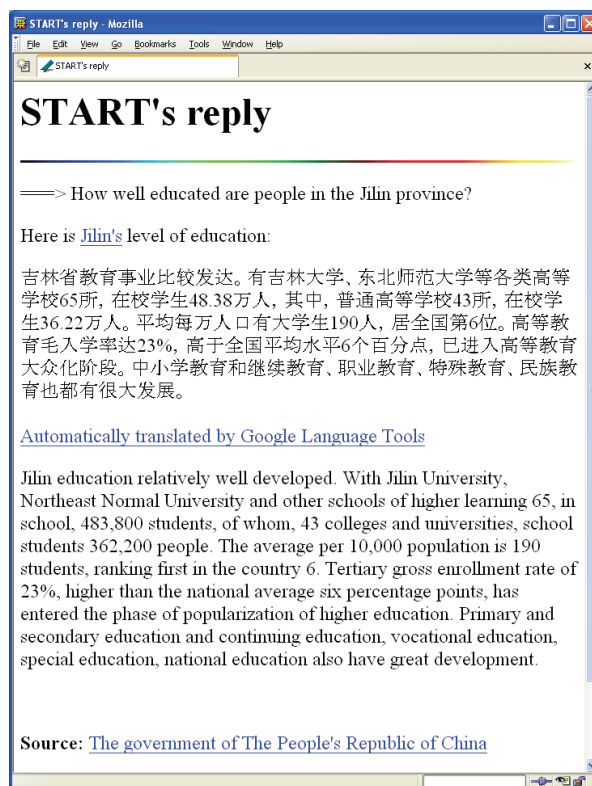 START's reply - Mozilla
File Edit View Go Bookmarks Tools Window Help
START's reply
START's reply
===> How well educated are people in the Jilin province?
Here is Jilin's level of education:
吉林省教育事业比较发达。有吉林大学、东北师范大学等各类高等
学校65所, 在校学生48.38万人, 其中, 普通高等学校43所, 在校学
生36.22万人。平均每万人口有大学生190人, 居全国第6位。高等教
育毛入学率达23%, 高于全国平均水平6个百分点, 已进入高等教育
大众化阶段。中小学教育和继续教育、职业教育、特殊教育、民族教
育也都有很大发展。
Automatically translated by Google Language Tools
Jilin education relatively well developed. With Jilin University,
Northeast Normal University and other schools of higher learning 65, in
school, 483,800 students, of whom, 43 colleges and universities, school
students 362,200 people. The average per 10,000 population is 190
students, ranking first in the country 6. Tertiary gross enrollment rate of
23%, higher than the national average six percentage points, has
entered the phase of popularization of higher education. Primary and
secondary education and continuing education, vocational education,
special education, national education also have great development.
Source: The government of The People's Republic of China